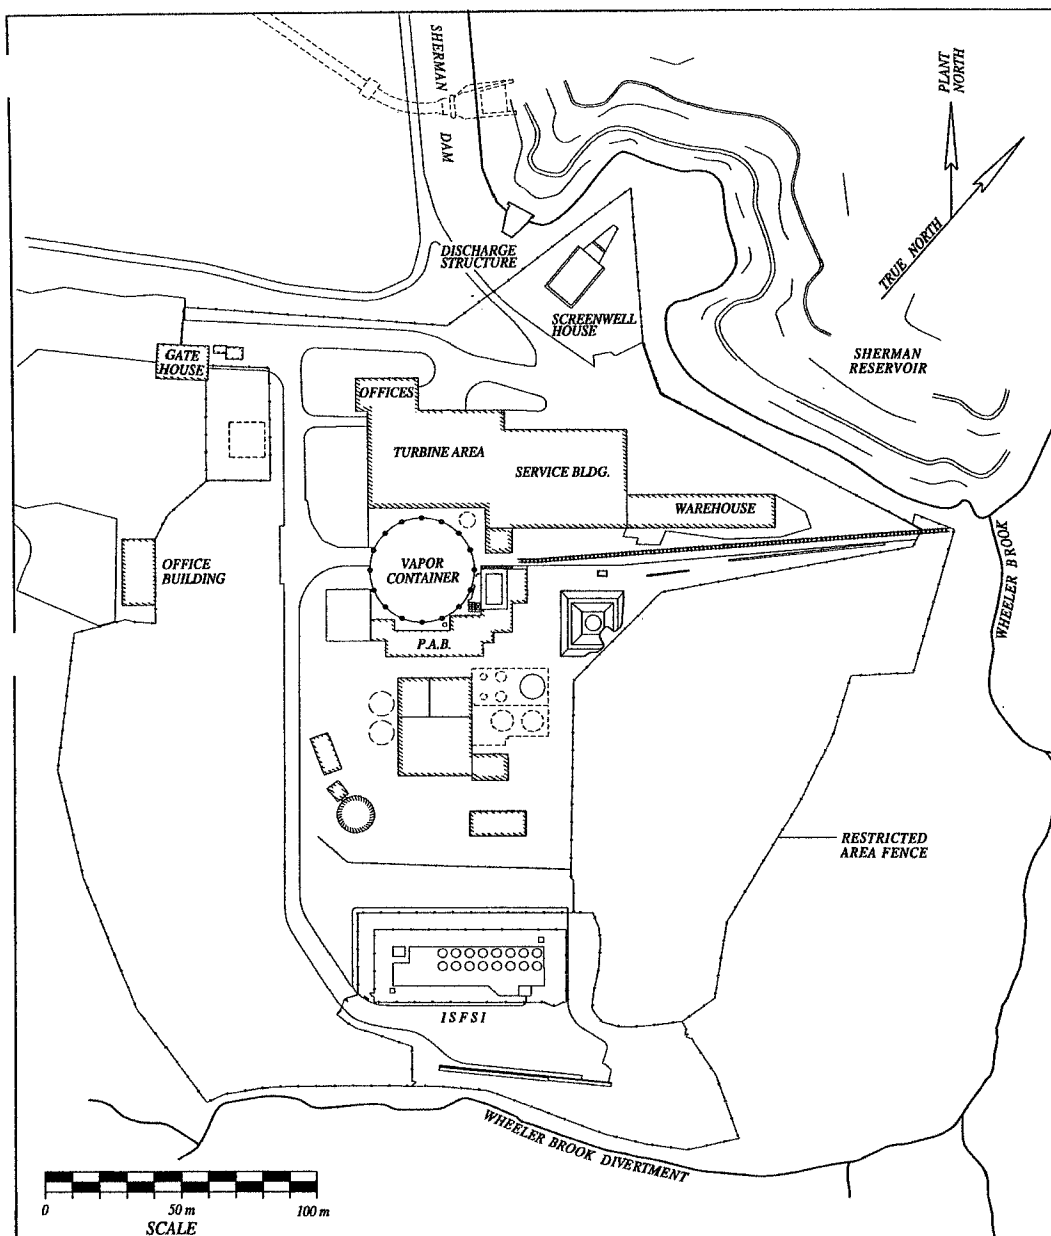 SHERMAN
DAM
PLANT
NORTH
TRUE NORTH
DISCHARGE
STRUCTURE
SCREENWELL
HOUSE
SHERMAN
RESERVOIR
GATE
HOUSE
OFFICES
TURBINE AREA
SERVICE BLDG.
WAREHOUSE
OFFICE
BUILDING
VAPOR
CONTAINER
WHEELER BROOK
P.A.B.
RESTRICTED
AREA FENCE
ISFSI
WHEELER BROOK DIVERTMENT
0 50 m 100 m
SCALE